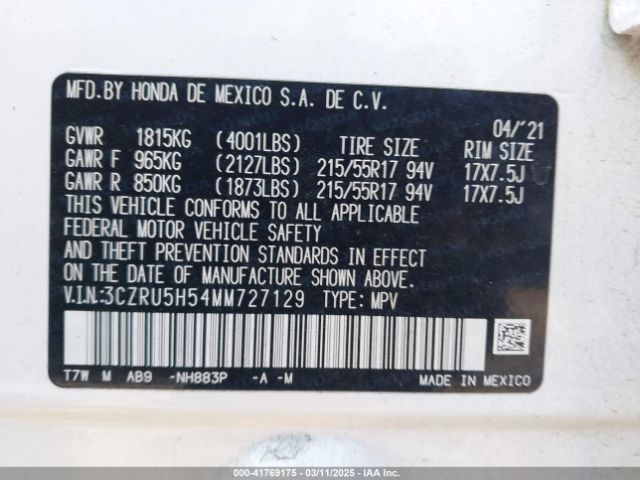 MFD.BY HONDA DE MEXICO S.A. DE C.V.
04/'21
GVWR 1815KG (4001LBS) TIRE SIZE RIM SIZE
GAWR F 965KG (2127LBS) 215/55R17 94V 17X7.5J
GAWR R 850KG (1873LBS) 215/55R17 94V 17X7.5J
THIS VEHICLE CONFORMS TO ALL APPLICABLE
FEDERAL MOTOR VEHICLE SAFETY
AND THEFT PREVENTION STANDARDS IN EFFECT
ON THE DATE OF MANUFACTURE SHOWN ABOVE.
V.I.N.:3CZRU5H54MM727129 TYPE: MPV
T7W M AB9 -NH883P -A -M MADE IN MEXICO
000-41769175 - 03/11/2025 - IAAI.COM